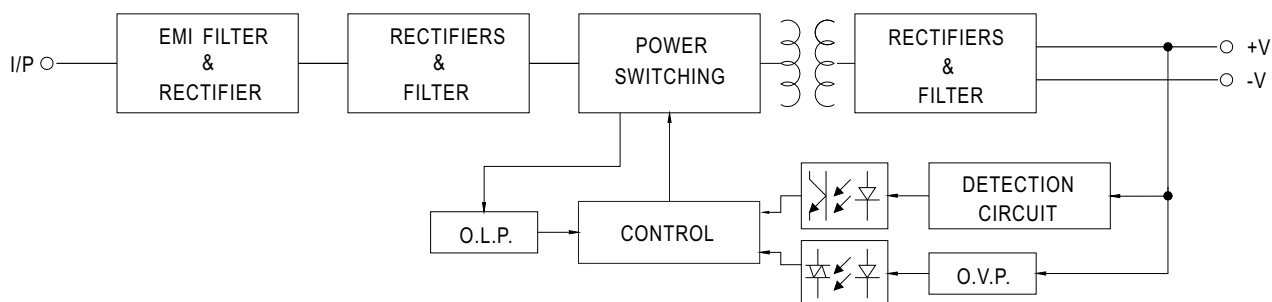 I/P
EMI FILTER
&
RECTIFIER
RECTIFIERS
&
FILTER
POWER
SWITCHING
RECTIFIERS
&
FILTER
+V
-V
O.L.P.
CONTROL
DETECTION
CIRCUIT
O.V.P.